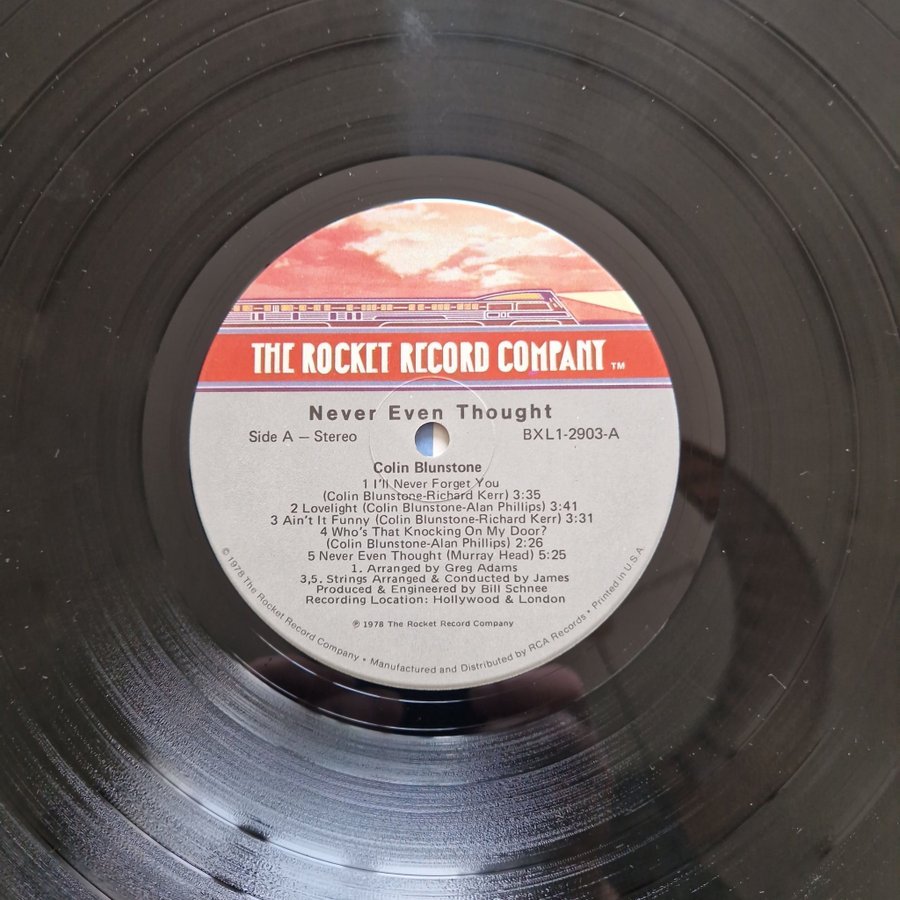 THE ROCKET RECORD COMPANY ™
Never Even Thought
Side A — Stereo
BXL1-2903-A
Colin Blunstone
1 I'll Never Forget You
(Colin Blunstone-Richard Kerr) 3:35
2 Lovelight (Colin Blunstone-Alan Phillips) 3:41
3 Ain't It Funny (Colin Blunstone-Richard Kerr) 3:31
4 Who's That Knocking On My Door?
(Colin Blunstone-Alan Phillips) 2:26
5 Never Even Thought (Murray Head) 5:25
1. Arranged by Greg Adams
3,5. Strings Arranged & Conducted by James
Produced & Engineered by Bill Schnee
Recording Location: Hollywood & London
℗ 1978 The Rocket Record Company
© 1978 The Rocket Record Company • Manufactured and Distributed by RCA Records • Printed in U.S.A